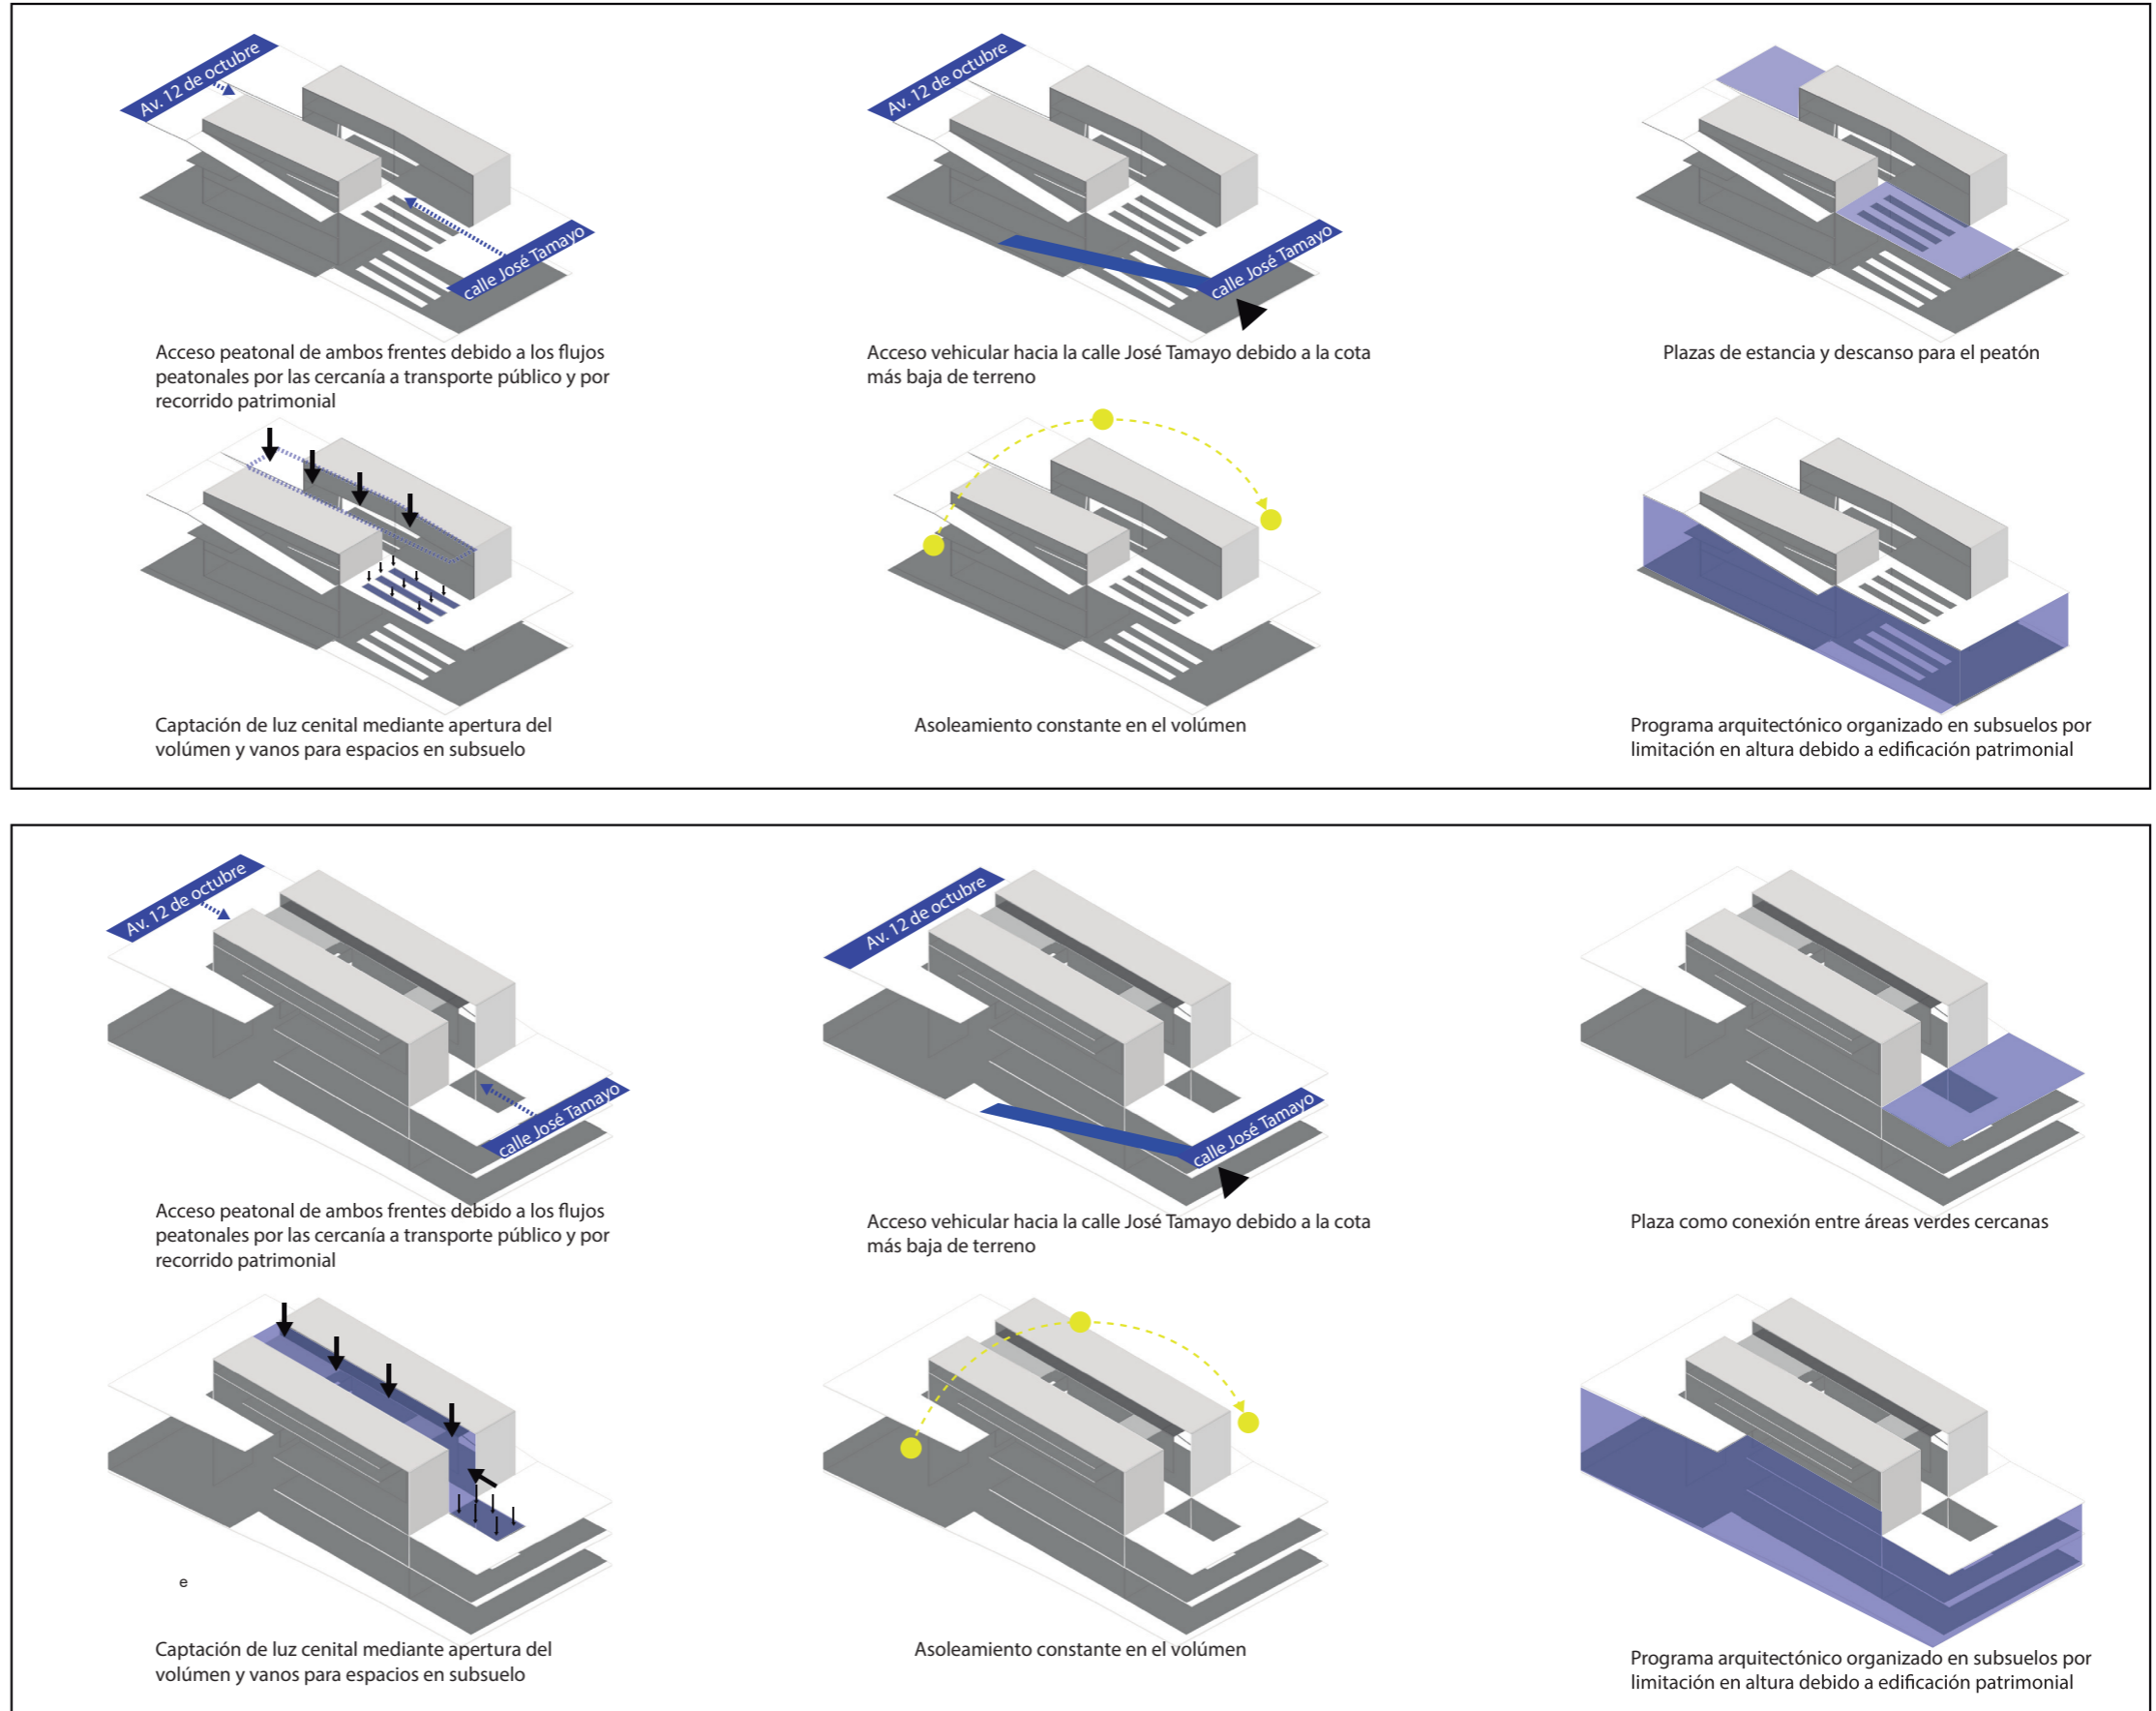 Av. 12 de octubre
calle José Tamayo
Acceso peatonal de ambos frentes debido a los flujos
peatonales por las cercanía a transporte público y por
recorrido patrimonial
Av. 12 de octubre
calle José Tamayo
Acceso vehicular hacia la calle José Tamayo debido a la cota
más baja de terreno
Plazas de estancia y descanso para el peatón
Captación de luz cenital mediante apertura del
volúmen y vanos para espacios en subsuelo
Asoleamiento constante en el volúmen
Programa arquitectónico organizado en subsuelos por
limitación en altura debido a edificación patrimonial
Av. 12 de octubre
calle José Tamayo
Acceso peatonal de ambos frentes debido a los flujos
peatonales por las cercanía a transporte público y por
recorrido patrimonial
Av. 12 de octubre
calle José Tamayo
Acceso vehicular hacia la calle José Tamayo debido a la cota
más baja de terreno
Plaza como conexión entre áreas verdes cercanas
e
Captación de luz cenital mediante apertura del
volúmen y vanos para espacios en subsuelo
Asoleamiento constante en el volúmen
Programa arquitectónico organizado en subsuelos por
limitación en altura debido a edificación patrimonial